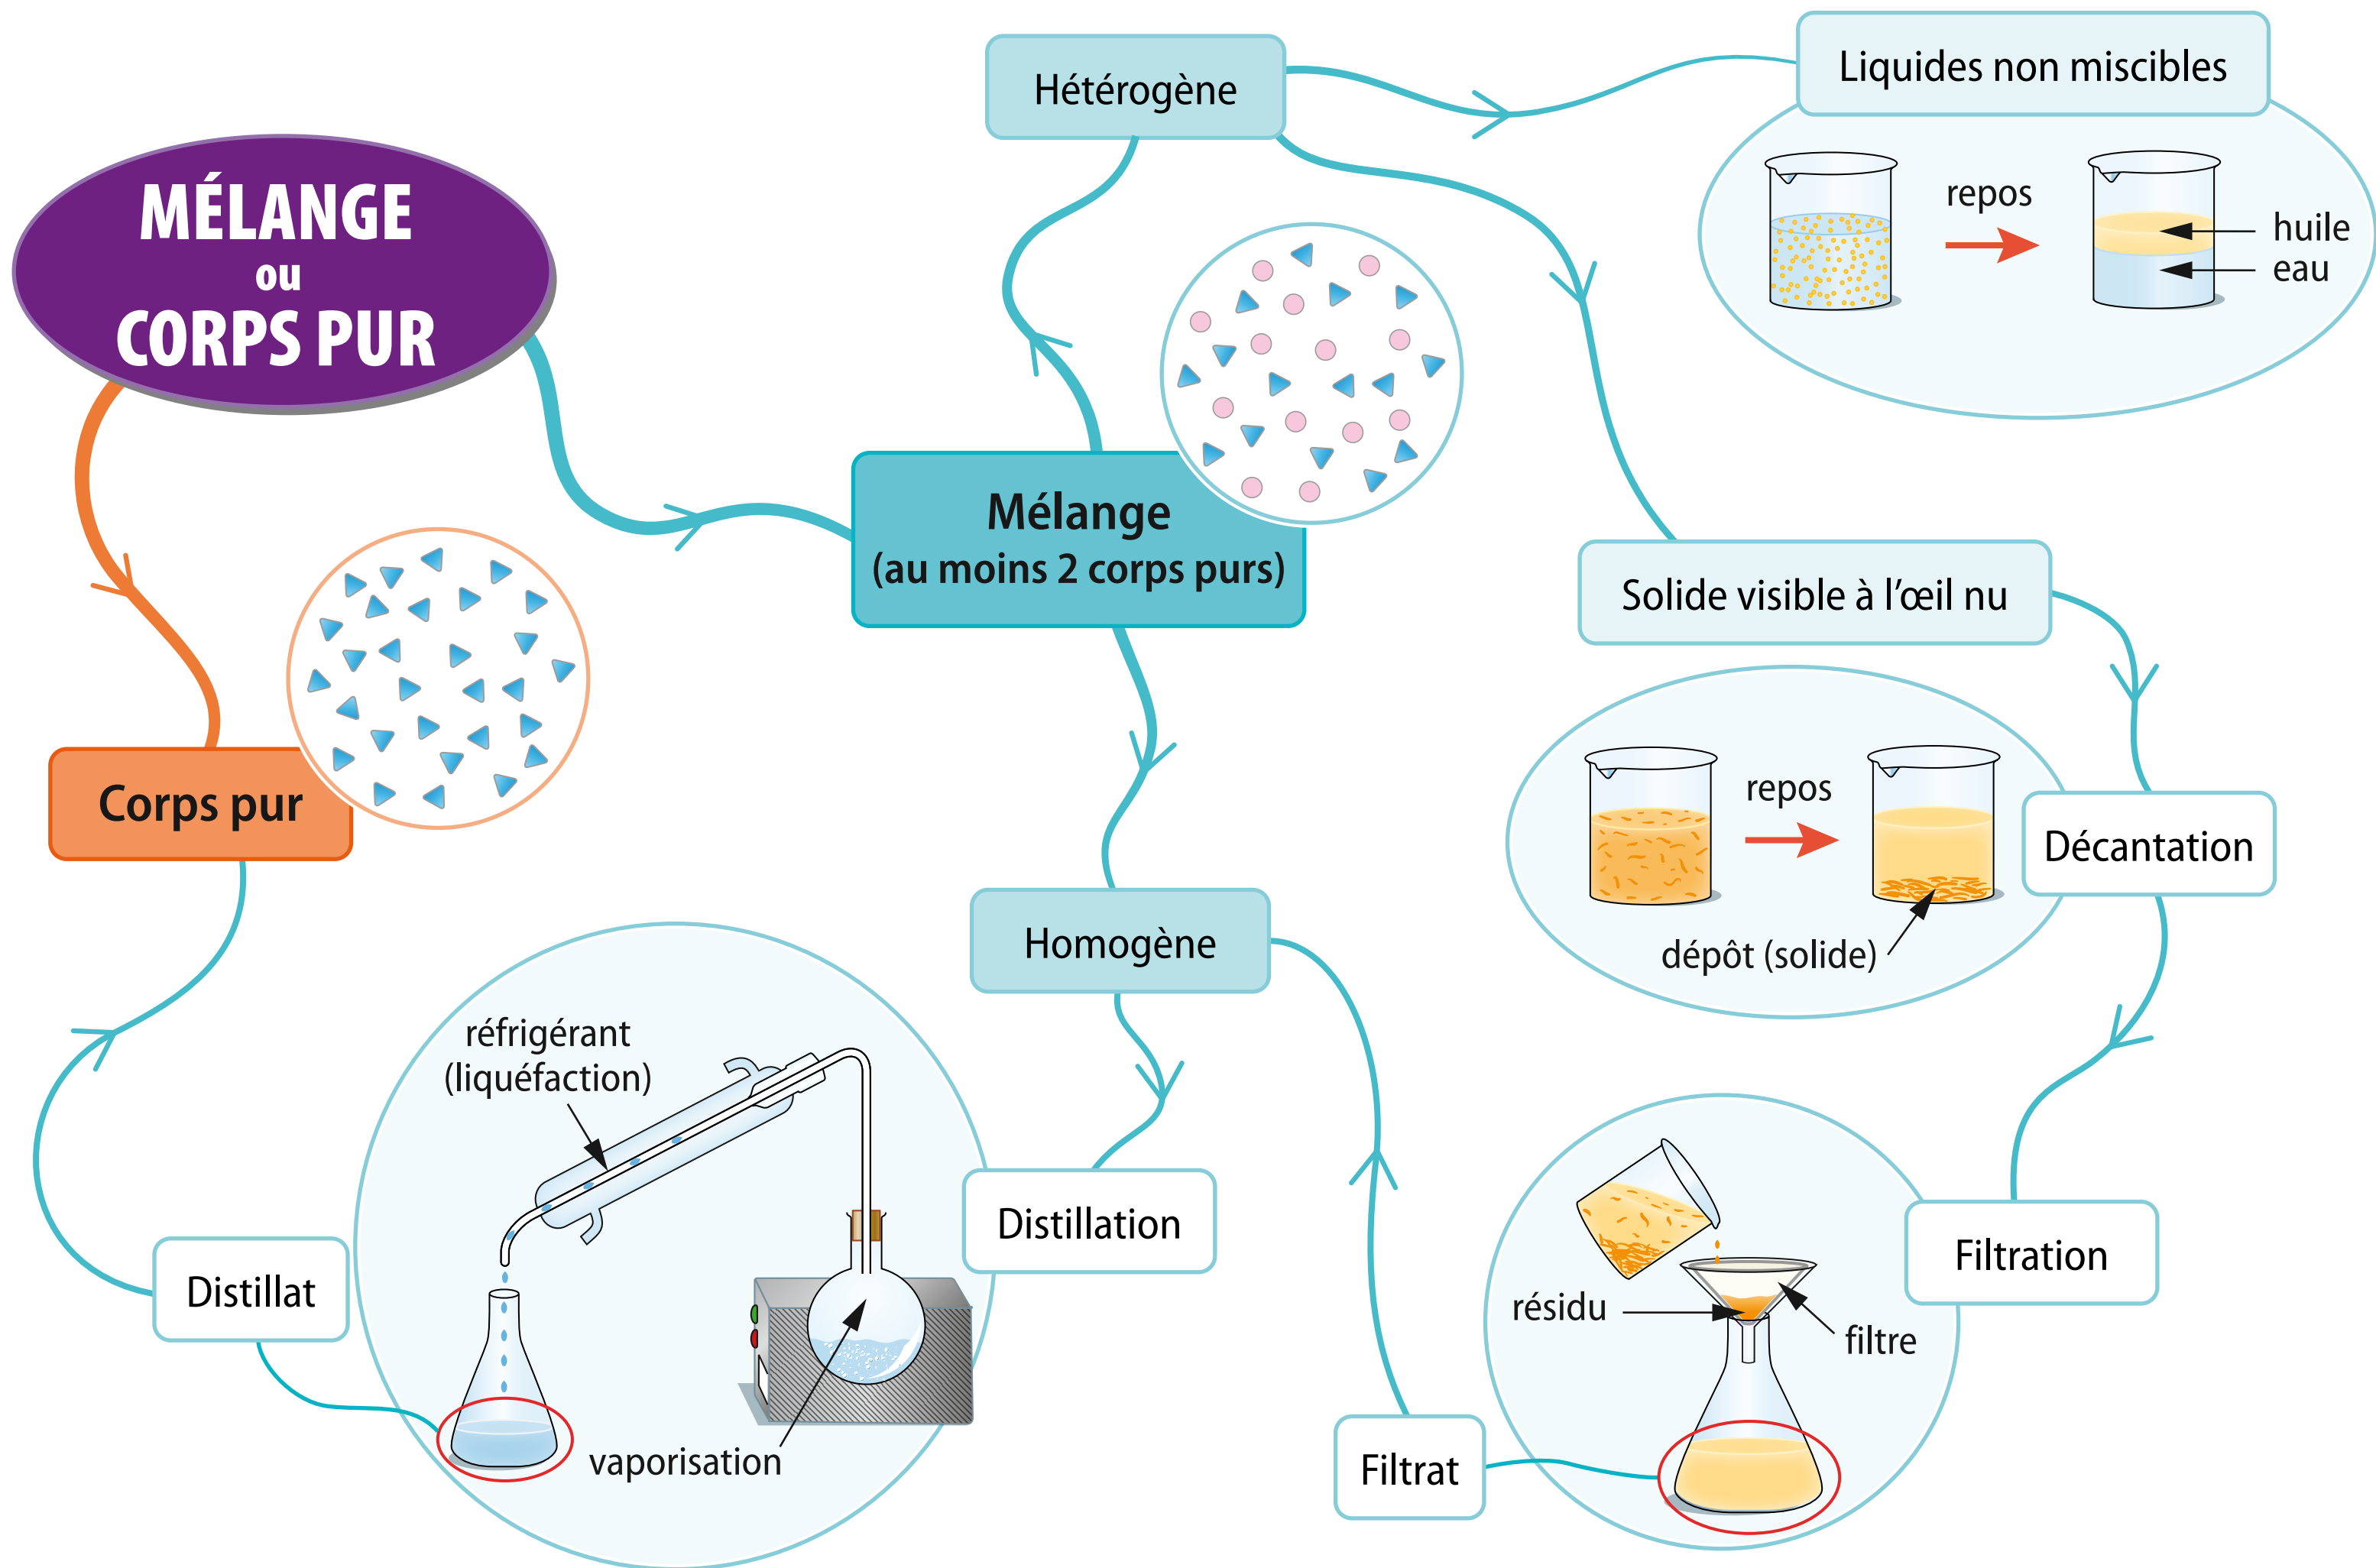 MÉLANGE
ou
CORPS PUR
Hétérogène
Liquides non miscibles
repos
huile
eau
Mélange
(au moins 2 corps purs)
Solide visible à l’œil nu
repos
dépôt (solide)
Décantation
Corps pur
Homogène
réfrigérant
(liquéfaction)
Distillation
Distillat
vaporisation
Filtration
résidu
filtre
Filtrat